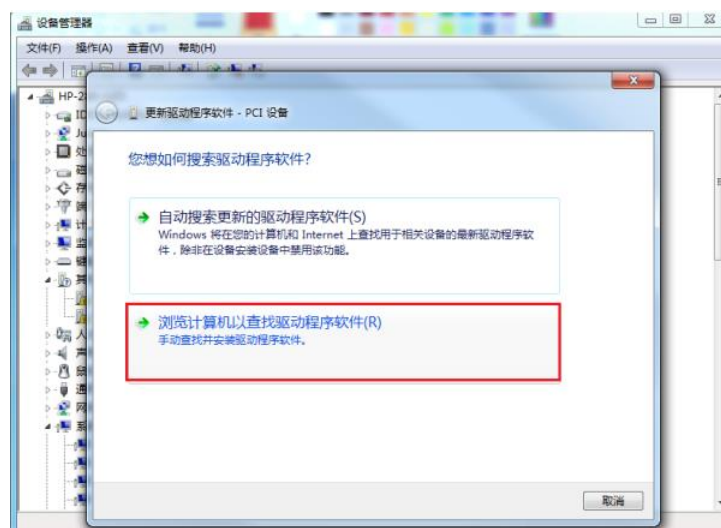 设备管理器
文件(F) 操作(A) 查看(V) 帮助(H)
HP-2
更新驱动程序软件 - PCI 设备
您想如何搜索驱动程序软件?
自动搜索更新的驱动程序软件(S)
Windows 将在您的计算机和 Internet 上查找用于相关设备的最新驱动程序软
件，除非在设备安装设备中禁用该功能。
浏览计算机以查找驱动程序软件(R)
手动查找并安装驱动程序软件。
取消